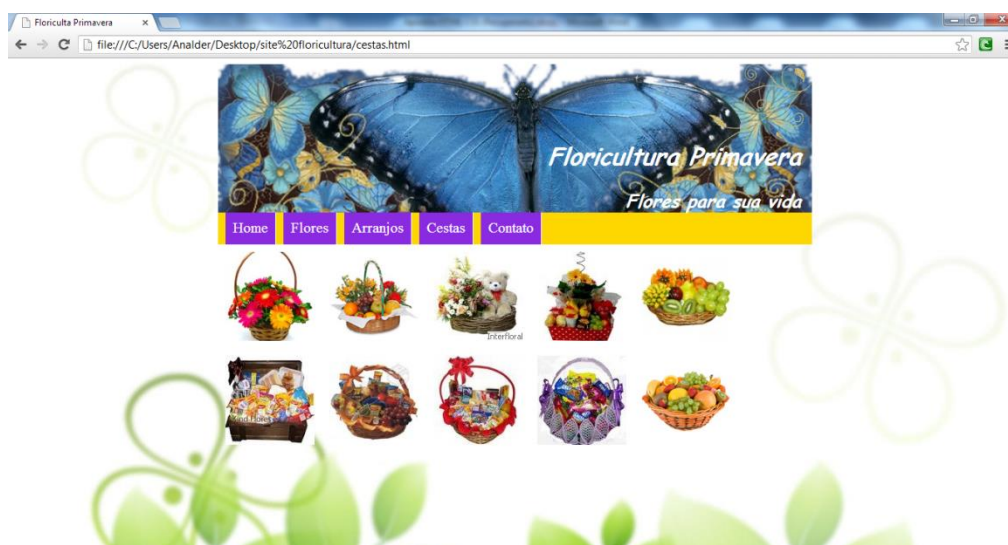 Floriculta Primavera
file:///C:/Users/Analder/Desktop/site%20floricultura/cestas.html
Floricultura Primavera
Flores para sua vida
Home Flores Arranjos Cestas Contato
Interfloral